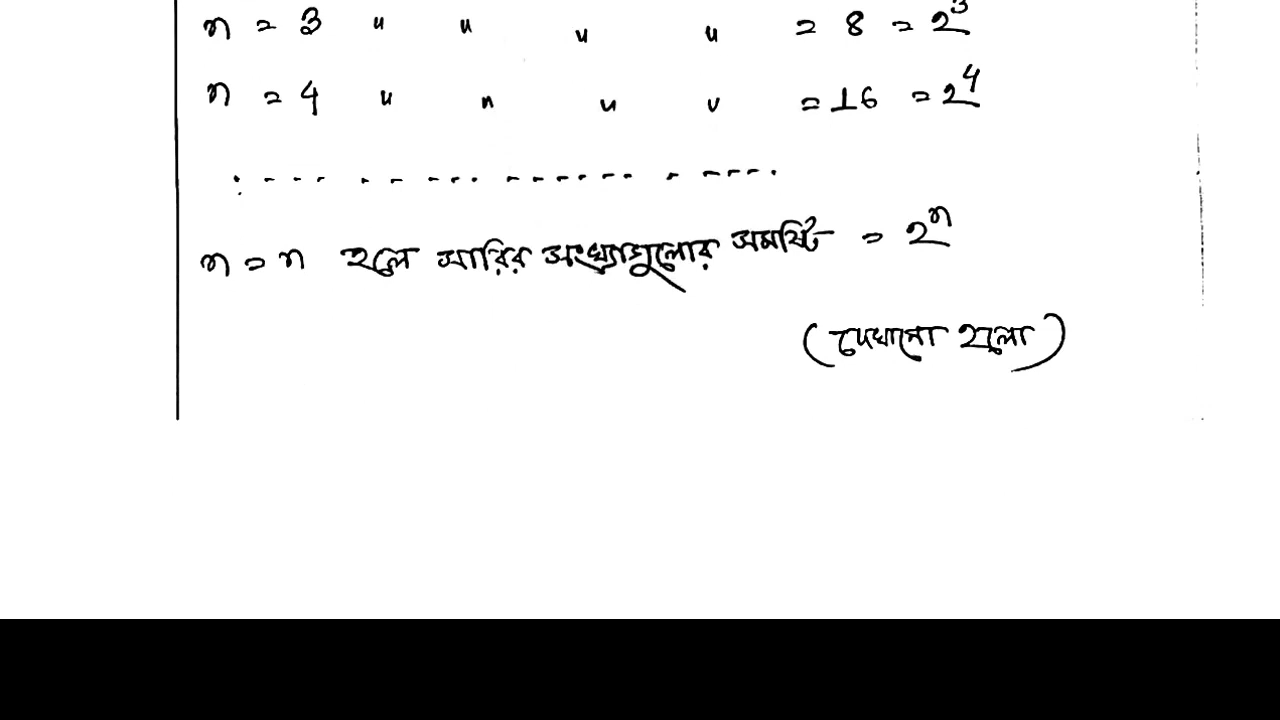 n = 3 " " " " = 8 = 2³
n = 4 " " " " = 16 = 2⁴
n = n হলে সারির সংখ্যাগুলোর সমষ্টি = 2ⁿ
(দেখানো হলো)